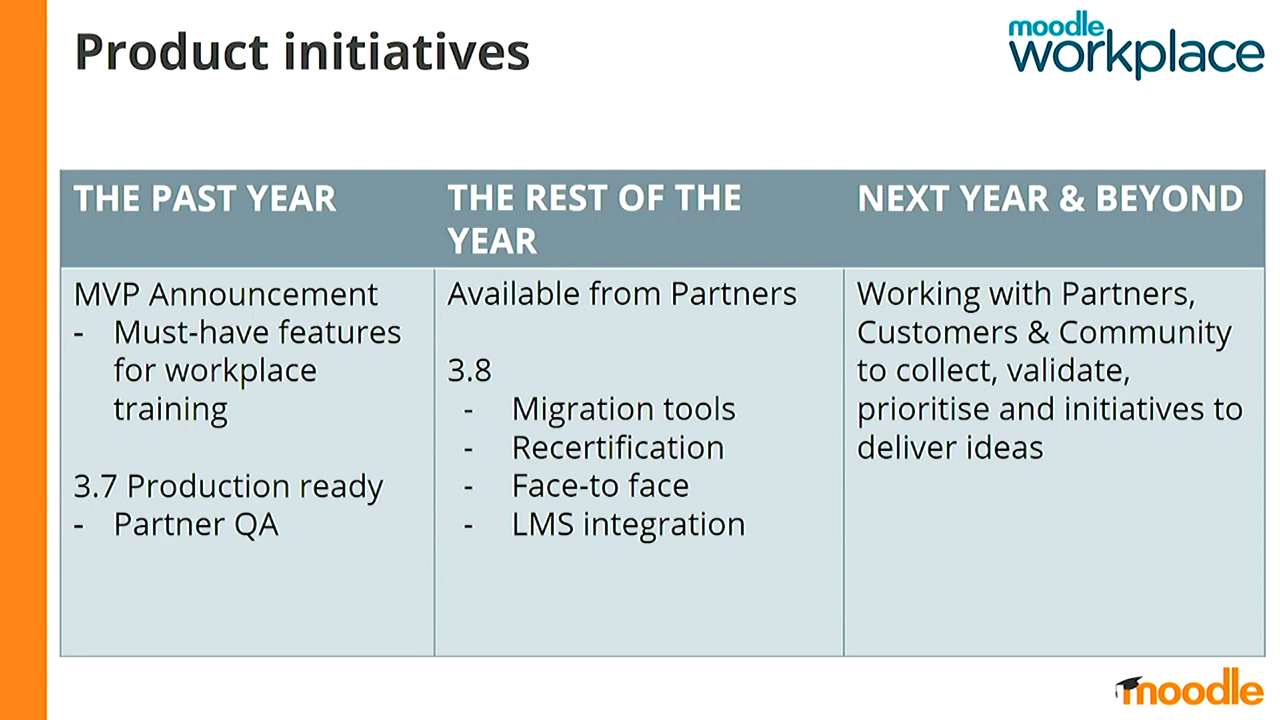 Product initiatives
moodle
workplace
THE PAST YEAR
MVP Announcement
- Must-have features
for workplace
training
3.7 Production ready
- Partner QA
THE REST OF THE
YEAR
Available from Partners
3.8
- Migration tools
- Recertification
- Face-to face
- LMS integration
NEXT YEAR & BEYOND
Working with Partners,
Customers & Community
to collect, validate,
prioritise and initiatives to
deliver ideas
moodle